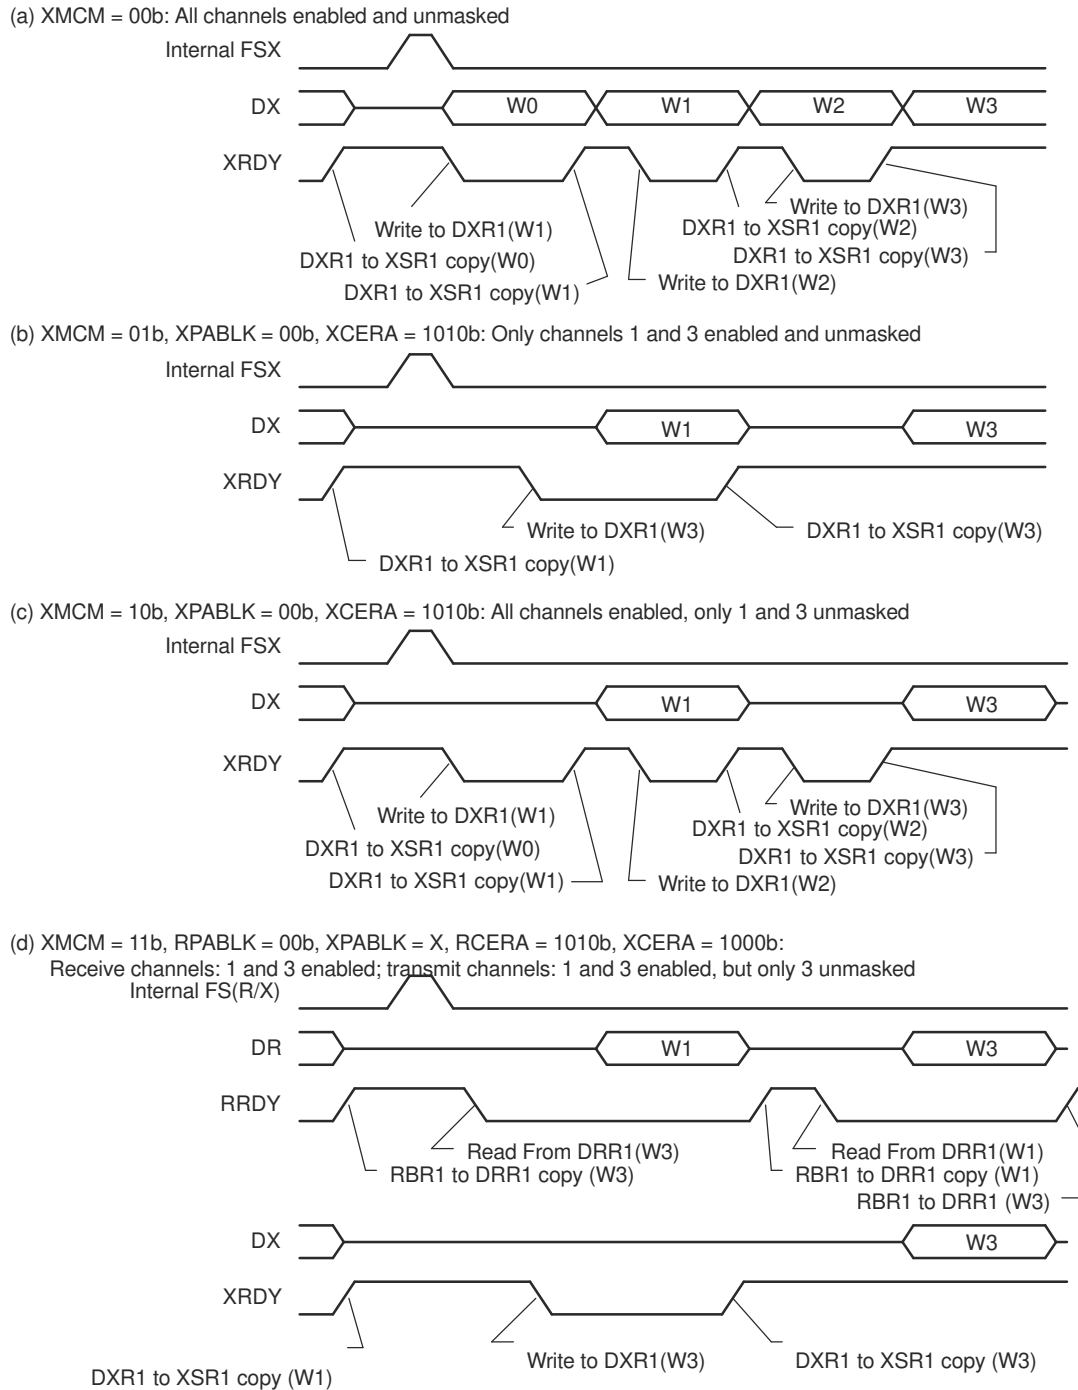 (a) XMCM = 00b: All channels enabled and unmasked
Internal FSX
DX
W0
W1
W2
W3
XRDY
Write to DXR1(W3)
Write to DXR1(W1)
DXR1 to XSR1 copy(W2)
DXR1 to XSR1 copy(W0)
DXR1 to XSR1 copy(W3)
DXR1 to XSR1 copy(W1)
Write to DXR1(W2)
(b) XMCM = 01b, XPABLK = 00b, XCERA = 1010b: Only channels 1 and 3 enabled and unmasked
Internal FSX
DX
W1
W3
XRDY
Write to DXR1(W3)
DXR1 to XSR1 copy(W3)
DXR1 to XSR1 copy(W1)
(c) XMCM = 10b, XPABLK = 00b, XCERA = 1010b: All channels enabled, only 1 and 3 unmasked
Internal FSX
DX
W1
W3
XRDY
Write to DXR1(W3)
Write to DXR1(W1)
DXR1 to XSR1 copy(W2)
DXR1 to XSR1 copy(W0)
DXR1 to XSR1 copy(W3)
DXR1 to XSR1 copy(W1)
Write to DXR1(W2)
(d) XMCM = 11b, RPABLK = 00b, XPABLK = X, RCERA = 1010b, XCERA = 1000b:
Receive channels: 1 and 3 enabled; transmit channels: 1 and 3 enabled, but only 3 unmasked
Internal FS(R/X)
DR
W1
W3
RRDY
Read From DRR1(W3)
Read From DRR1(W1)
RBR1 to DRR1 copy (W3)
RBR1 to DRR1 copy (W1)
RBR1 to DRR1 (W3)
DX
W3
XRDY
Write to DXR1(W3)
DXR1 to XSR1 copy (W3)
DXR1 to XSR1 copy (W1)